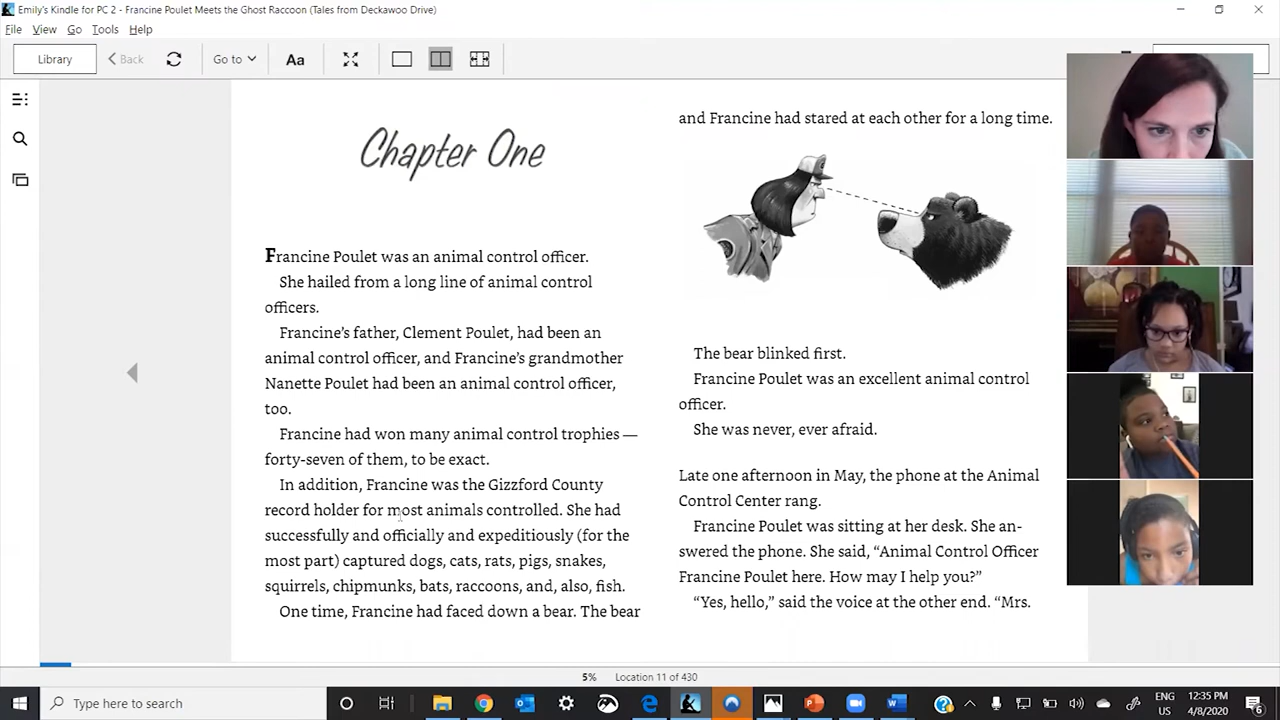 Emily's Kindle for PC 2 - Francine Poulet Meets the Ghost Raccoon (Tales from Deckawoo Drive)
File View Go Tools Help
Library Back Go to Aa
Chapter One
Francine Poulet was an animal control officer.
She hailed from a long line of animal control
officers.
Francine's father, Clement Poulet, had been an
animal control officer, and Francine's grandmother
Nanette Poulet had been an animal control officer,
too.
Francine had won many animal control trophies —
forty-seven of them, to be exact.
In addition, Francine was the Gizzford County
record holder for most animals controlled. She had
successfully and officially and expeditiously (for the
most part) captured dogs, cats, rats, pigs, snakes,
squirrels, chipmunks, bats, raccoons, and, also, fish.
One time, Francine had faced down a bear. The bear
and Francine had stared at each other for a long time.
The bear blinked first.
Francine Poulet was an excellent animal control
officer.
She was never, ever afraid.
Late one afternoon in May, the phone at the Animal
Control Center rang.
Francine Poulet was sitting at her desk. She an-
swered the phone. She said, “Animal Control Officer
Francine Poulet here. How may I help you?”
“Yes, hello,” said the voice at the other end. “Mrs.
5% Location 11 of 430
Type here to search
ENG
US
12:35 PM
4/8/2020
6